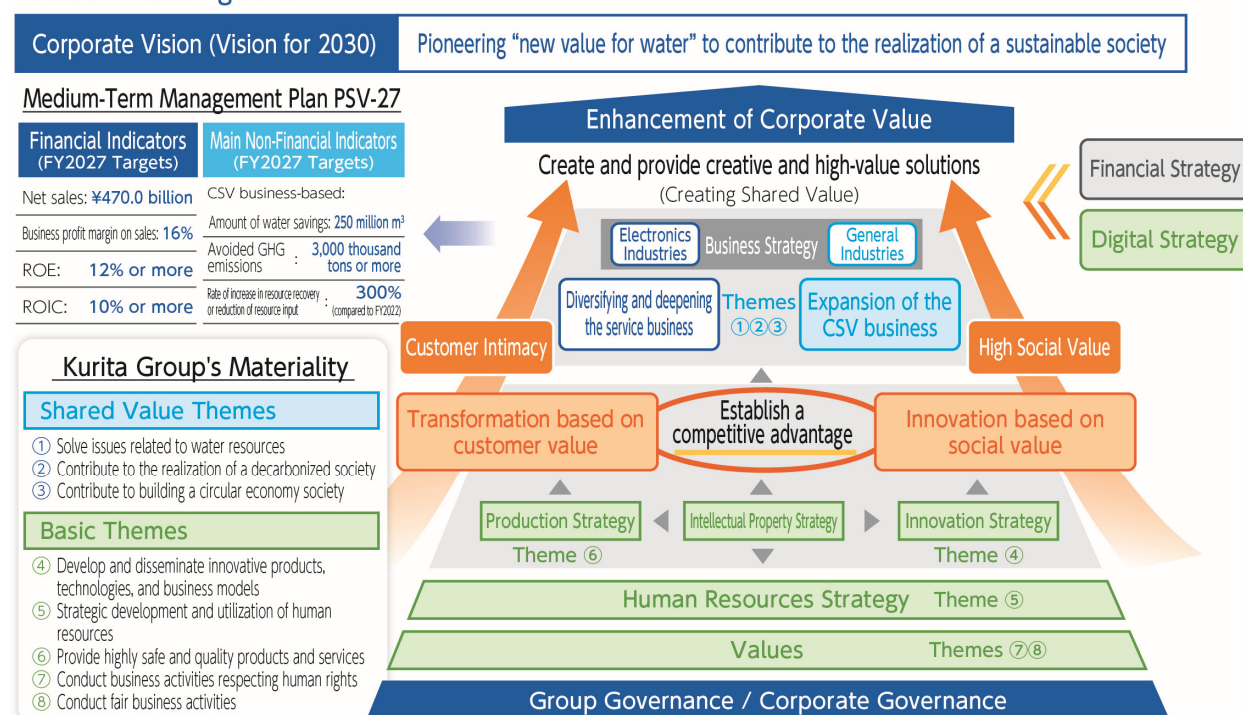 Corporate Vision (Vision for 2030)
Pioneering “new value for water” to contribute to the realization of a sustainable society
Medium-Term Management Plan PSV-27
Financial Indicators
(FY2027 Targets)
Net sales: ¥470.0 billion
Business profit margin on sales: 16%
ROE: 12% or more
ROIC: 10% or more
Main Non-Financial Indicators
(FY2027 Targets)
CSV business-based:
Amount of water savings: 250 million m³
Avoided GHG
emissions : 3,000 thousand
tons or more
Rate of increase in resource recovery
or reduction of resource input : 300%
(compared to FY2022)
Kurita Group's Materiality
Shared Value Themes
① Solve issues related to water resources
② Contribute to the realization of a decarbonized society
③ Contribute to building a circular economy society
Basic Themes
④ Develop and disseminate innovative products,
technologies, and business models
⑤ Strategic development and utilization of human
resources
⑥ Provide highly safe and quality products and services
⑦ Conduct business activities respecting human rights
⑧ Conduct fair business activities
Enhancement of Corporate Value
Create and provide creative and high-value solutions
(Creating Shared Value)
Electronics
Industries
Business Strategy
General
Industries
Diversifying and deepening
the service business
Themes
①②③
Expansion of the
CSV business
Customer Intimacy
High Social Value
Transformation based on
customer value
Establish a
competitive advantage
Innovation based on
social value
Production Strategy
Intellectual Property Strategy
Innovation Strategy
Theme ⑥
Theme ④
Human Resources Strategy Theme ⑤
Values Themes ⑦⑧
Group Governance / Corporate Governance
Financial Strategy
Digital Strategy